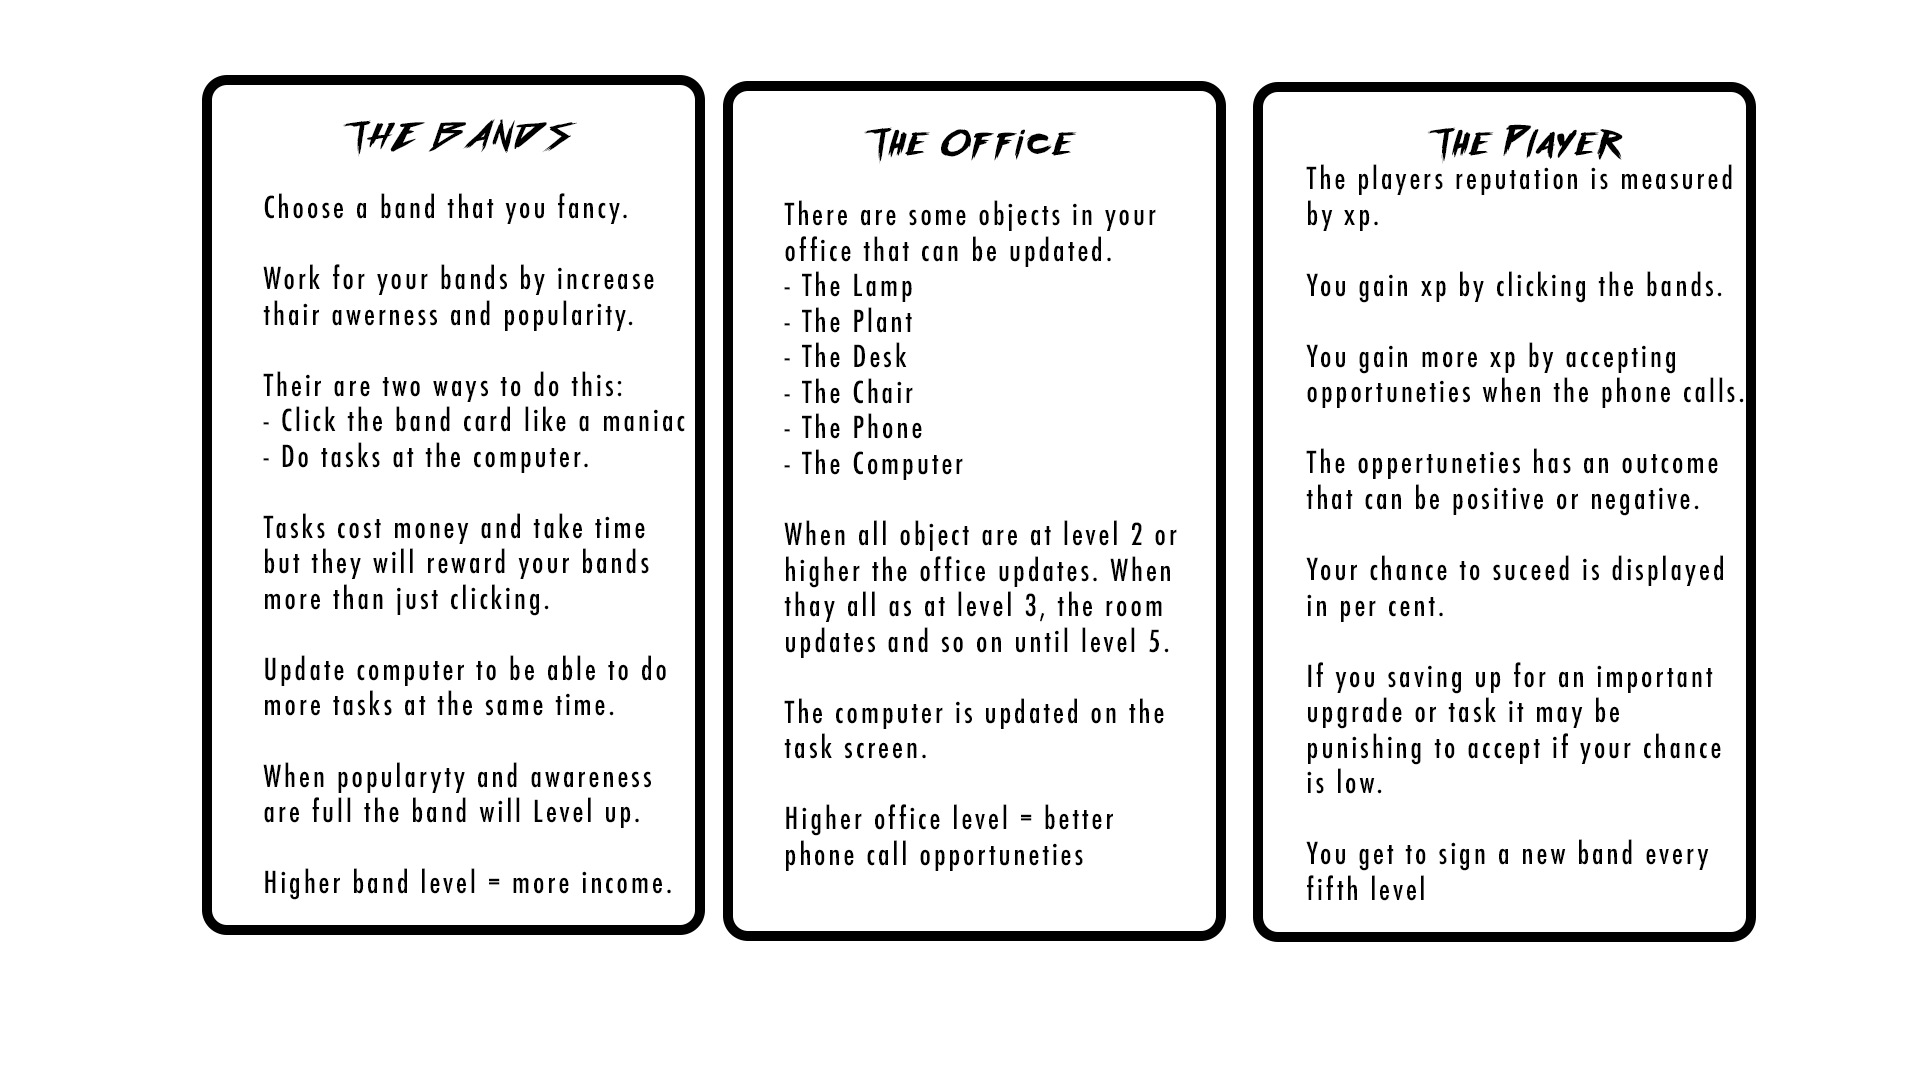 THE BANDS
Choose a band that you fancy.
Work for your bands by increase
thair awerness and popularity.
Their are two ways to do this:
- Click the band card like a maniac
- Do tasks at the computer.
Tasks cost money and take time
but they will reward your bands
more than just clicking.
Update computer to be able to do
more tasks at the same time.
When popularyty and awareness
are full the band will Level up.
Higher band level = more income.
The Office
There are some objects in your
office that can be updated.
- The Lamp
- The Plant
- The Desk
- The Chair
- The Phone
- The Computer
When all object are at level 2 or
higher the office updates. When
thay all as at level 3, the room
updates and so on until level 5.
The computer is updated on the
task screen.
Higher office level = better
phone call opportuneties
The Player
The players reputation is measured
by xp.
You gain xp by clicking the bands.
You gain more xp by accepting
opportuneties when the phone calls.
The oppertuneties has an outcome
that can be positive or negative.
Your chance to suceed is displayed
in per cent.
If you saving up for an important
upgrade or task it may be
punishing to accept if your chance
is low.
You get to sign a new band every
fifth level